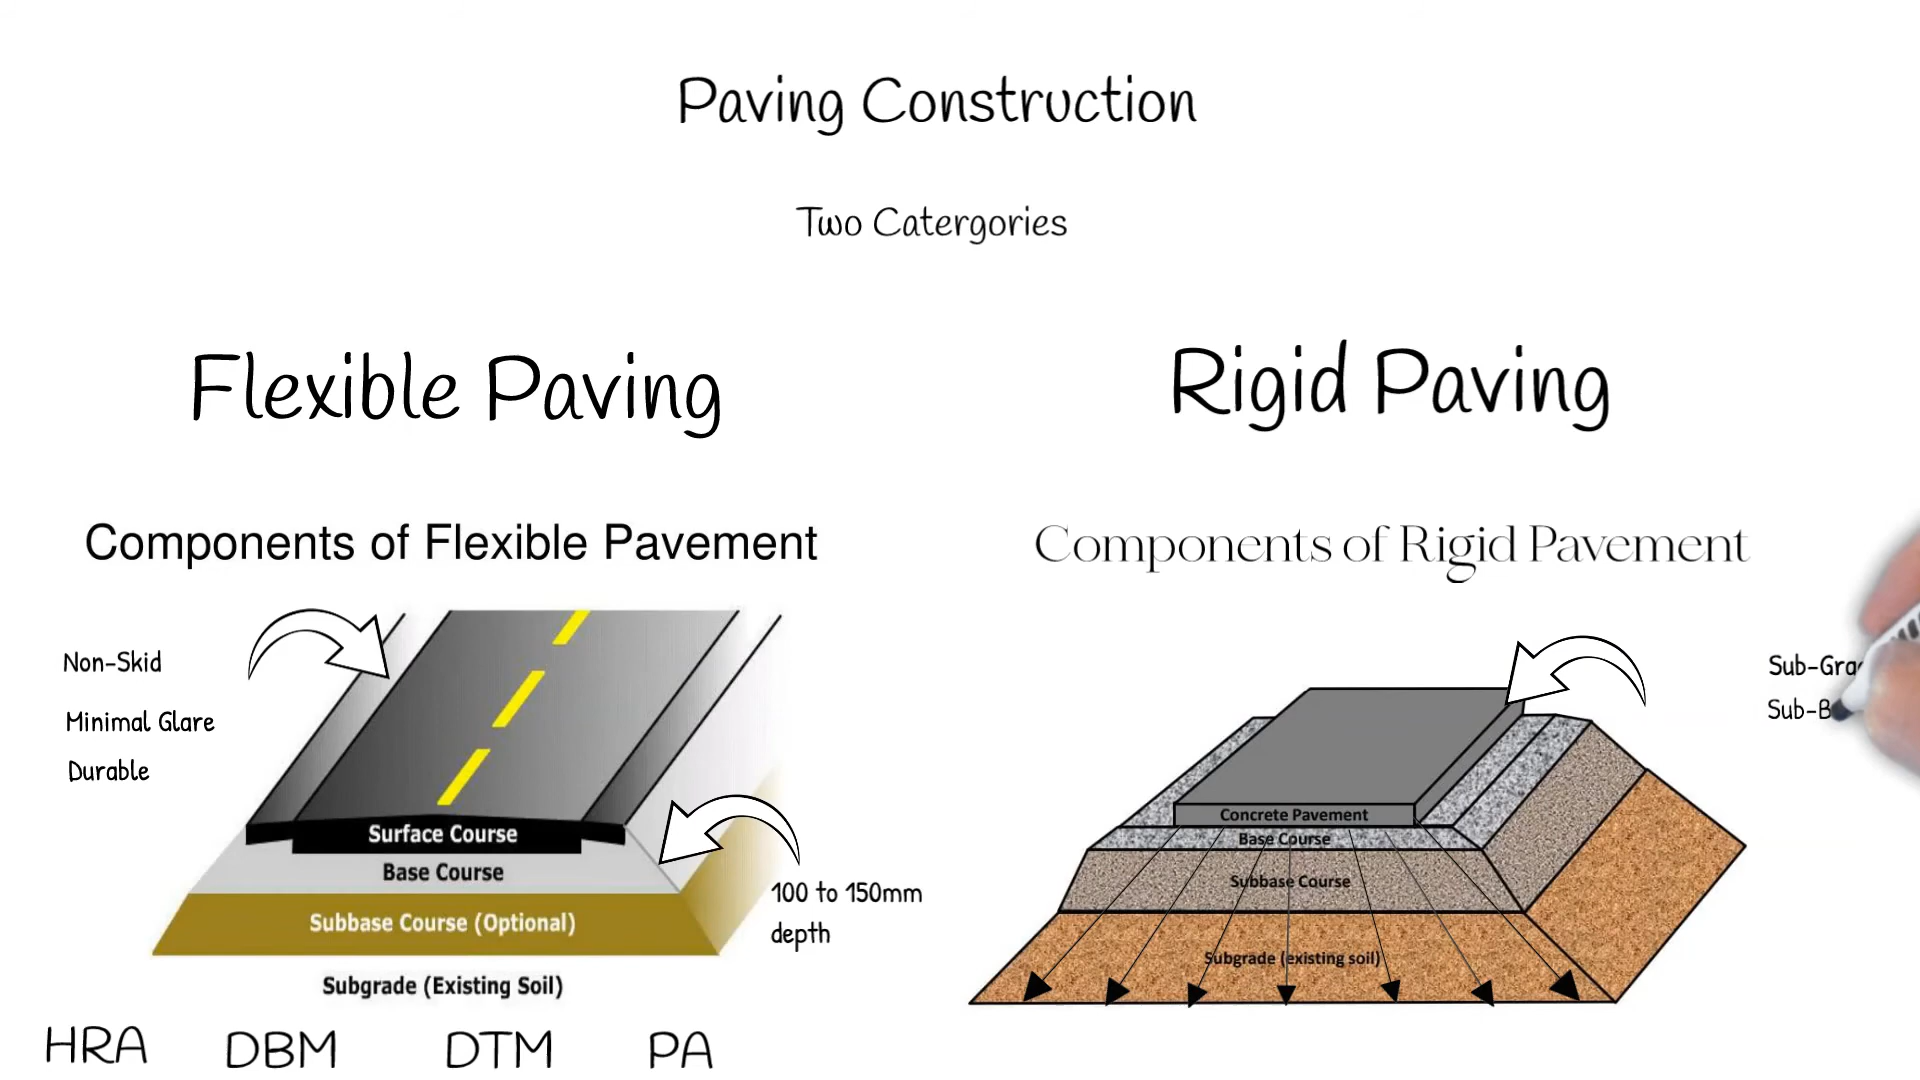 Paving Construction
Two Catergories
Flexible Paving
Components of Flexible Pavement
Non-Skid
Minimal Glare
Durable
Surface Course
Base Course
Subbase Course (Optional)
Subgrade (Existing Soil)
100 to 150mm
depth
HRA DBM DTM PA
Rigid Paving
Components of Rigid Pavement
Concrete Pavement
Base Course
Subbase Course
Subgrade (existing soil)